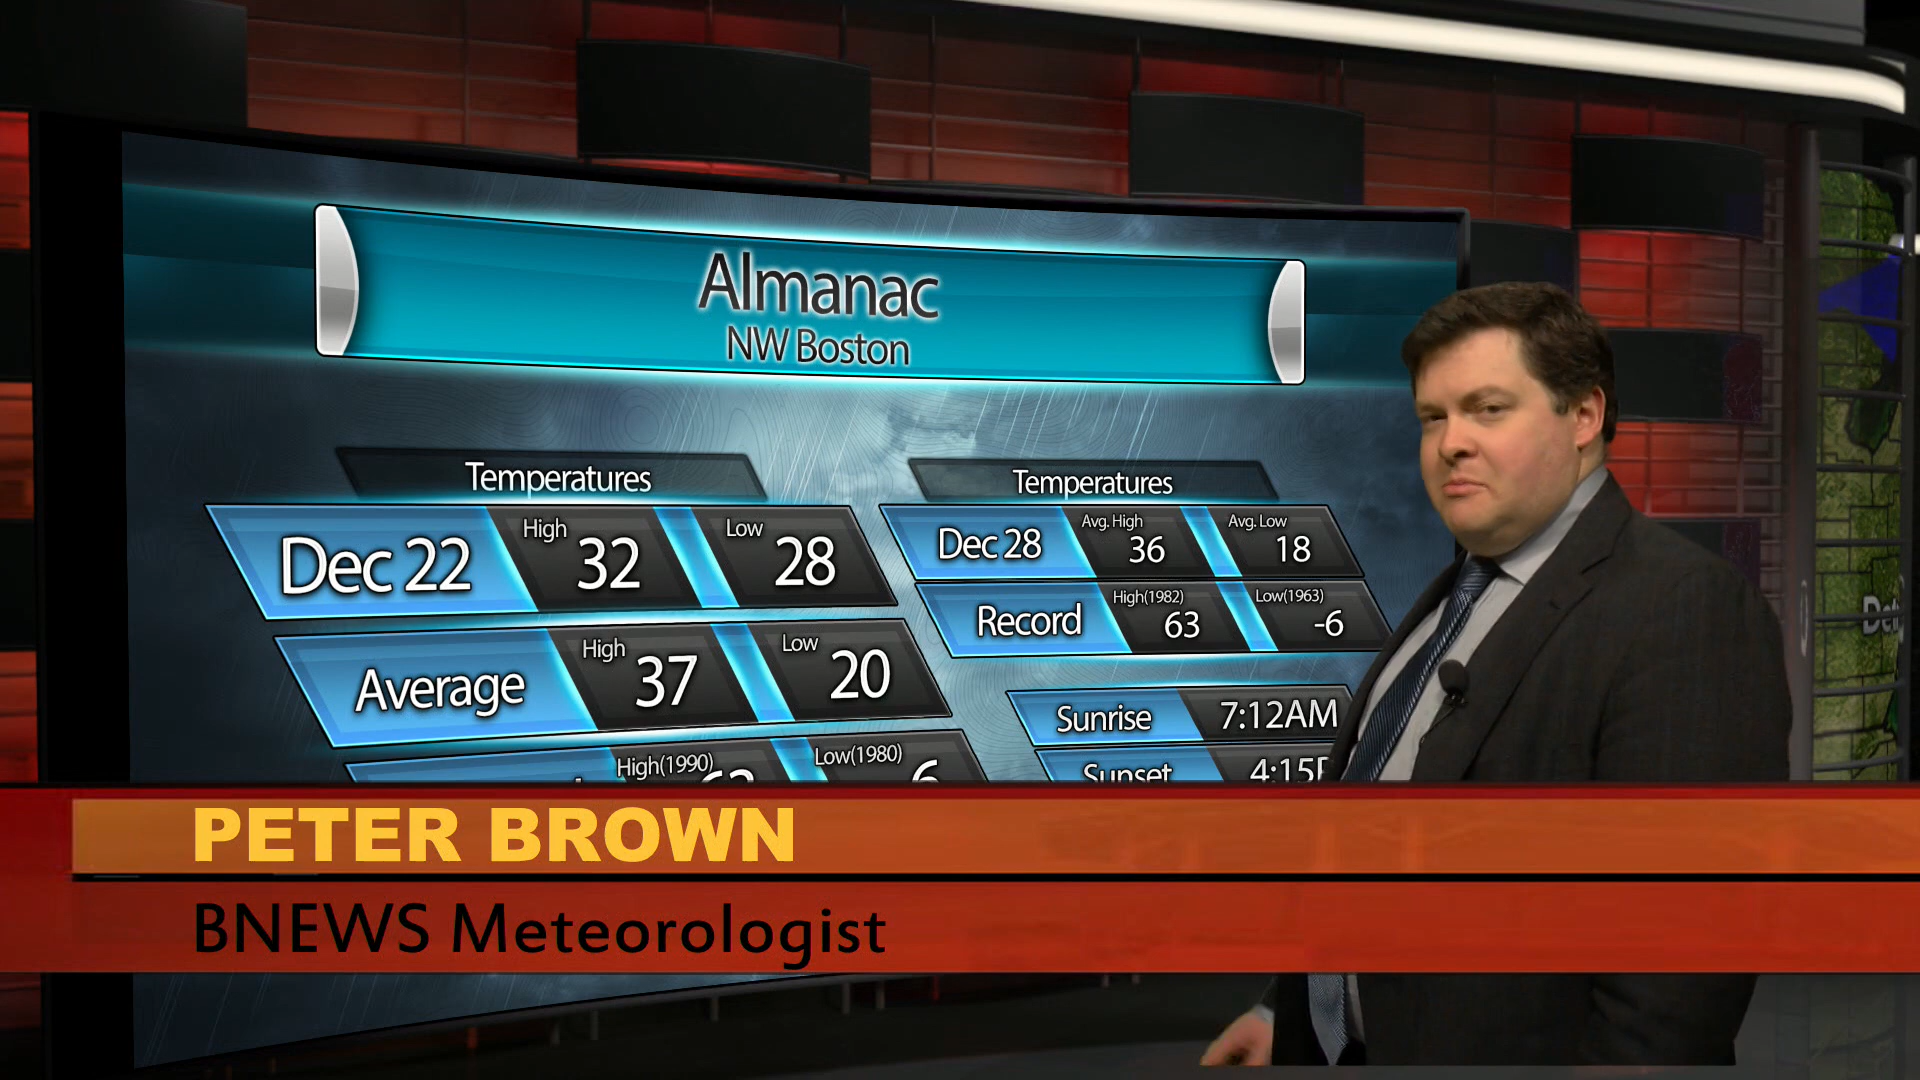 Almanac
NW Boston
Temperatures
Dec 22 High 32 Low 28
Average High 37 Low 20
High(1990) Low(1980)
Temperatures
Dec 28 Avg. High 36 Avg. Low 18
Record High(1982) 63 Low(1963) -6
Sunrise 7:12AM
Sunset
PETER BROWN
BNEWS Meteorologist